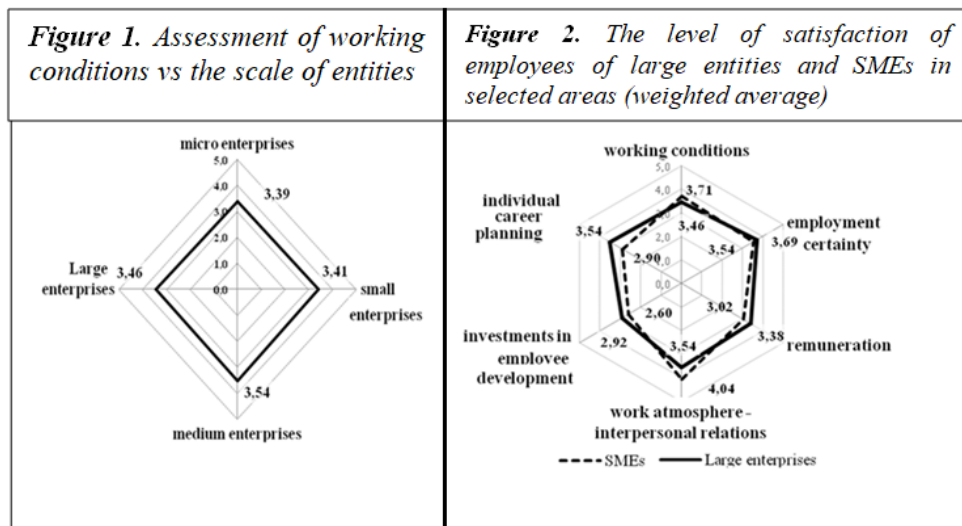 Figure 1. Assessment of working
conditions vs the scale of entities
Figure 2. The level of satisfaction of
employees of large entities and SMEs in
selected areas (weighted average)
micro enterprises
5,0
4,0
3,0
2,0
1,0
0,0
3,39
Large
enterprises
3,46
3,41
small
enterprises
3,54
medium enterprises
working conditions
5,0
4,0
2,0
0,0
3,71
3,46
individual
career
planning
3,54
2,90
employment
certainty
3,54
3,69
investments in
employee
development
2,60
2,92
3,02
3,38
remuneration
3,54
4,04
work atmosphere -
interpersonal relations
SMEs
Large enterprises